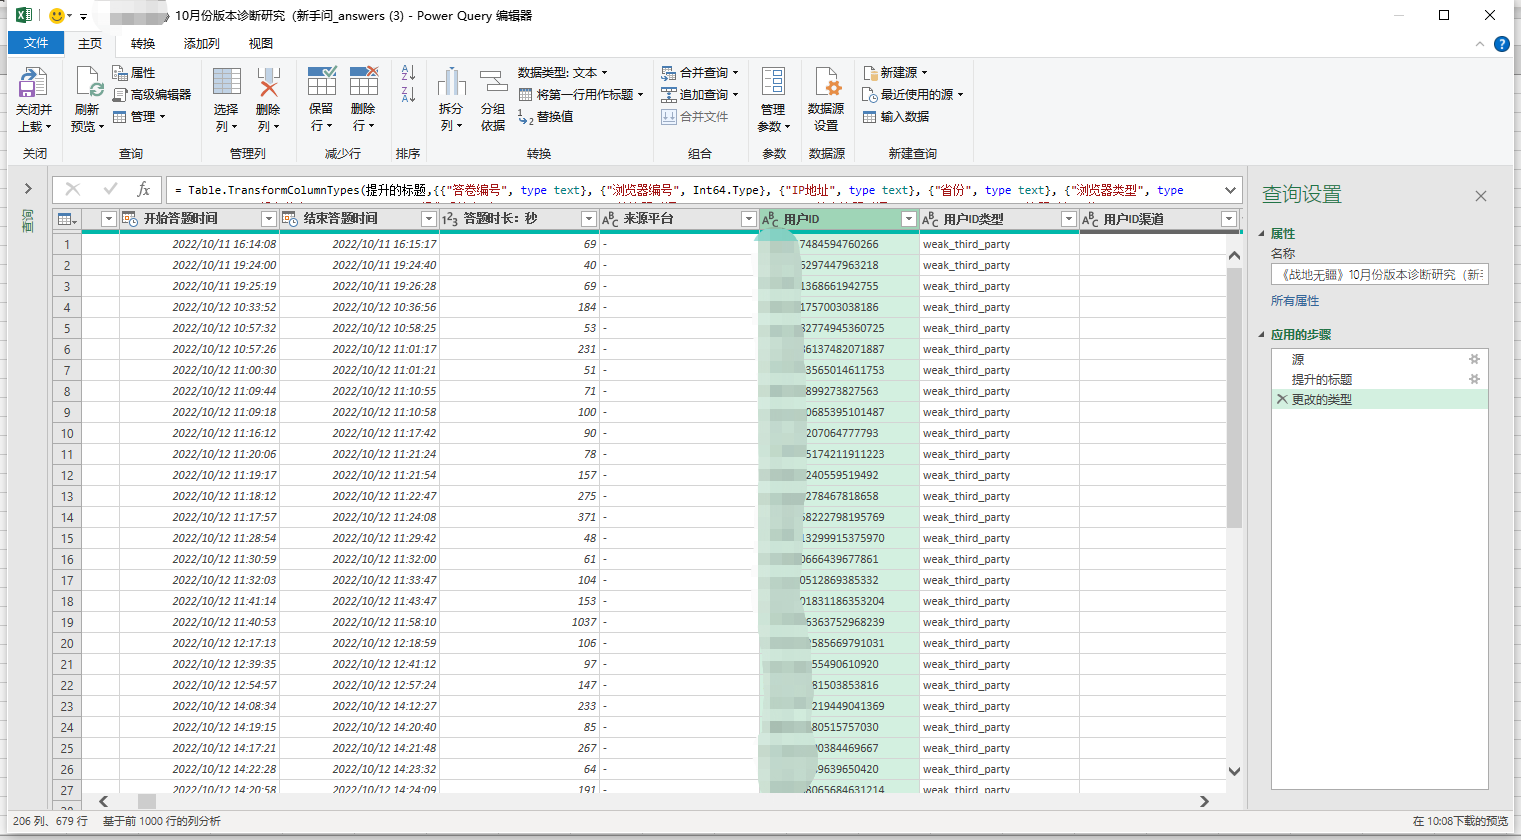 10月份版本诊断研究（新手问_answers (3) - Power Query 编辑器
文件 主页 转换 添加列 视图
关闭并上载 刷新预览 属性 高级编辑器 管理 选择列 删除列 保留行 删除行 拆分列 分组依据 数据类型: 文本 将第一行用作标题 替换值 合并查询 追加查询 合并文件 管理参数 数据源设置 新建源 最近使用的源 输入数据
关闭 查询 管理列 减少行 排序 转换 组合 参数 数据源 新建查询
= Table.TransformColumnTypes(提升的标题,{{"答卷编号", type text}, {"浏览器编号", Int64.Type}, {"IP地址", type text}, {"省份", type text}, {"浏览器类型", type
查询
开始答题时间 结束答题时间 答题时长: 秒 来源平台 用户ID 用户ID类型 用户ID渠道
1 2022/10/11 16:14:08 2022/10/11 16:15:17 69 - 7484594760266 weak_third_party
2 2022/10/11 19:24:00 2022/10/11 19:24:40 40 - 6297447963218 weak_third_party
3 2022/10/11 19:25:19 2022/10/11 19:26:28 69 - 1368661942755 weak_third_party
4 2022/10/12 10:33:52 2022/10/12 10:36:56 184 - 1757003038186 weak_third_party
5 2022/10/12 10:57:32 2022/10/12 10:58:25 53 - 32774945360725 weak_third_party
6 2022/10/12 10:57:26 2022/10/12 11:01:17 231 - 36137482071887 weak_third_party
7 2022/10/12 11:00:30 2022/10/12 11:01:21 51 - 3565014611753 weak_third_party
8 2022/10/12 11:09:44 2022/10/12 11:10:55 71 - 899273827563 weak_third_party
9 2022/10/12 11:09:18 2022/10/12 11:10:58 100 - 0685395101487 weak_third_party
10 2022/10/12 11:16:12 2022/10/12 11:17:42 90 - 207064777793 weak_third_party
11 2022/10/12 11:20:06 2022/10/12 11:21:24 78 - 5174211911223 weak_third_party
12 2022/10/12 11:19:17 2022/10/12 11:21:54 157 - 240559519492 weak_third_party
13 2022/10/12 11:18:12 2022/10/12 11:22:47 275 - 278467818658 weak_third_party
14 2022/10/12 11:17:57 2022/10/12 11:24:08 371 - 68222798195769 weak_third_party
15 2022/10/12 11:28:54 2022/10/12 11:29:42 48 - 13299915375970 weak_third_party
16 2022/10/12 11:30:59 2022/10/12 11:32:00 61 - 0666439677861 weak_third_party
17 2022/10/12 11:32:03 2022/10/12 11:33:47 104 - 0512869385332 weak_third_party
18 2022/10/12 11:41:14 2022/10/12 11:43:47 153 - 01831186353204 weak_third_party
19 2022/10/12 11:40:53 2022/10/12 11:58:10 1037 - 6363752968239 weak_third_party
20 2022/10/12 12:17:13 2022/10/12 12:18:59 106 - 2585669791031 weak_third_party
21 2022/10/12 12:39:35 2022/10/12 12:41:12 97 - 55490610920 weak_third_party
22 2022/10/12 12:54:57 2022/10/12 12:57:24 147 - 81503853816 weak_third_party
23 2022/10/12 14:08:34 2022/10/12 14:12:27 233 - 219449041369 weak_third_party
24 2022/10/12 14:19:15 2022/10/12 14:20:40 85 - 80515757030 weak_third_party
25 2022/10/12 14:17:21 2022/10/12 14:21:48 267 - 0384469667 weak_third_party
26 2022/10/12 14:22:28 2022/10/12 14:23:32 64 - 9639650420 weak_third_party
27 2022/10/12 14:20:58 2022/10/12 14:24:09 191 - 8065684631214 weak_third_party
查询设置
属性
名称
《战地无疆》10月份版本诊断研究（新手
所有属性
应用的步骤
源
提升的标题
更改的类型
206 列、679 行 基于前 1000 行的列分析 在 10:08下载的预览